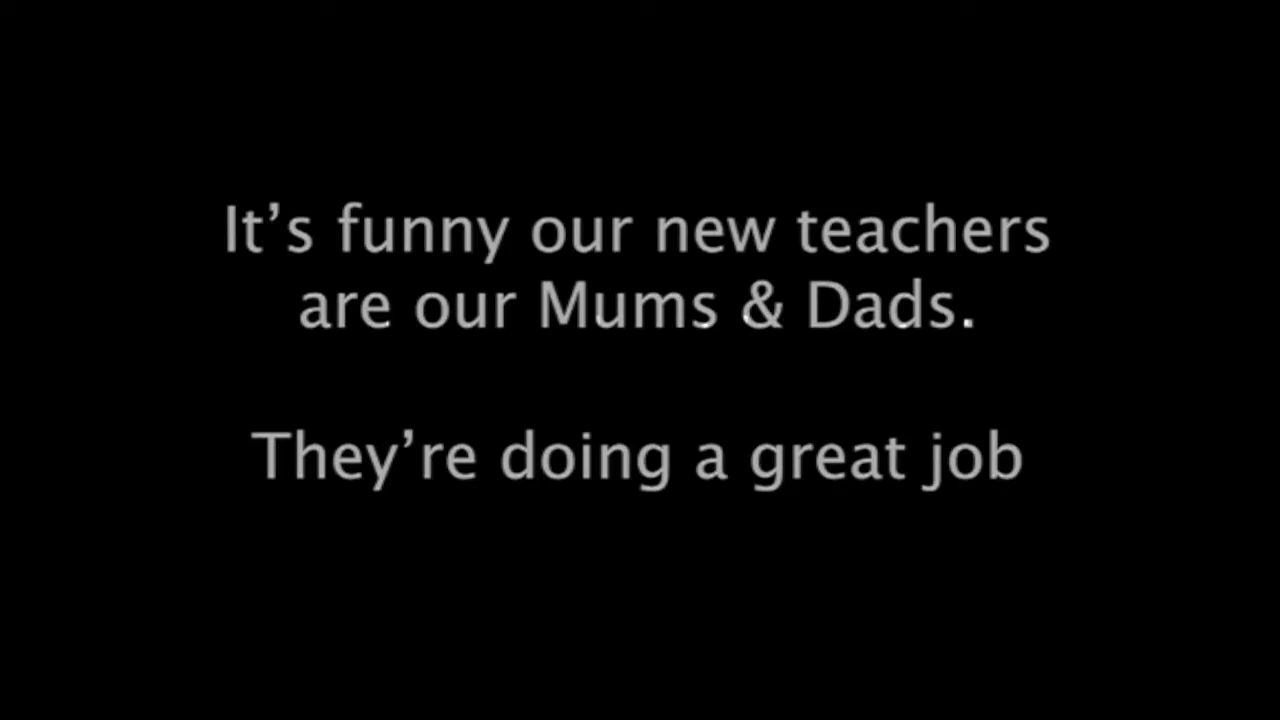 It’s funny our new teachers
are our Mums & Dads.
They’re doing a great job